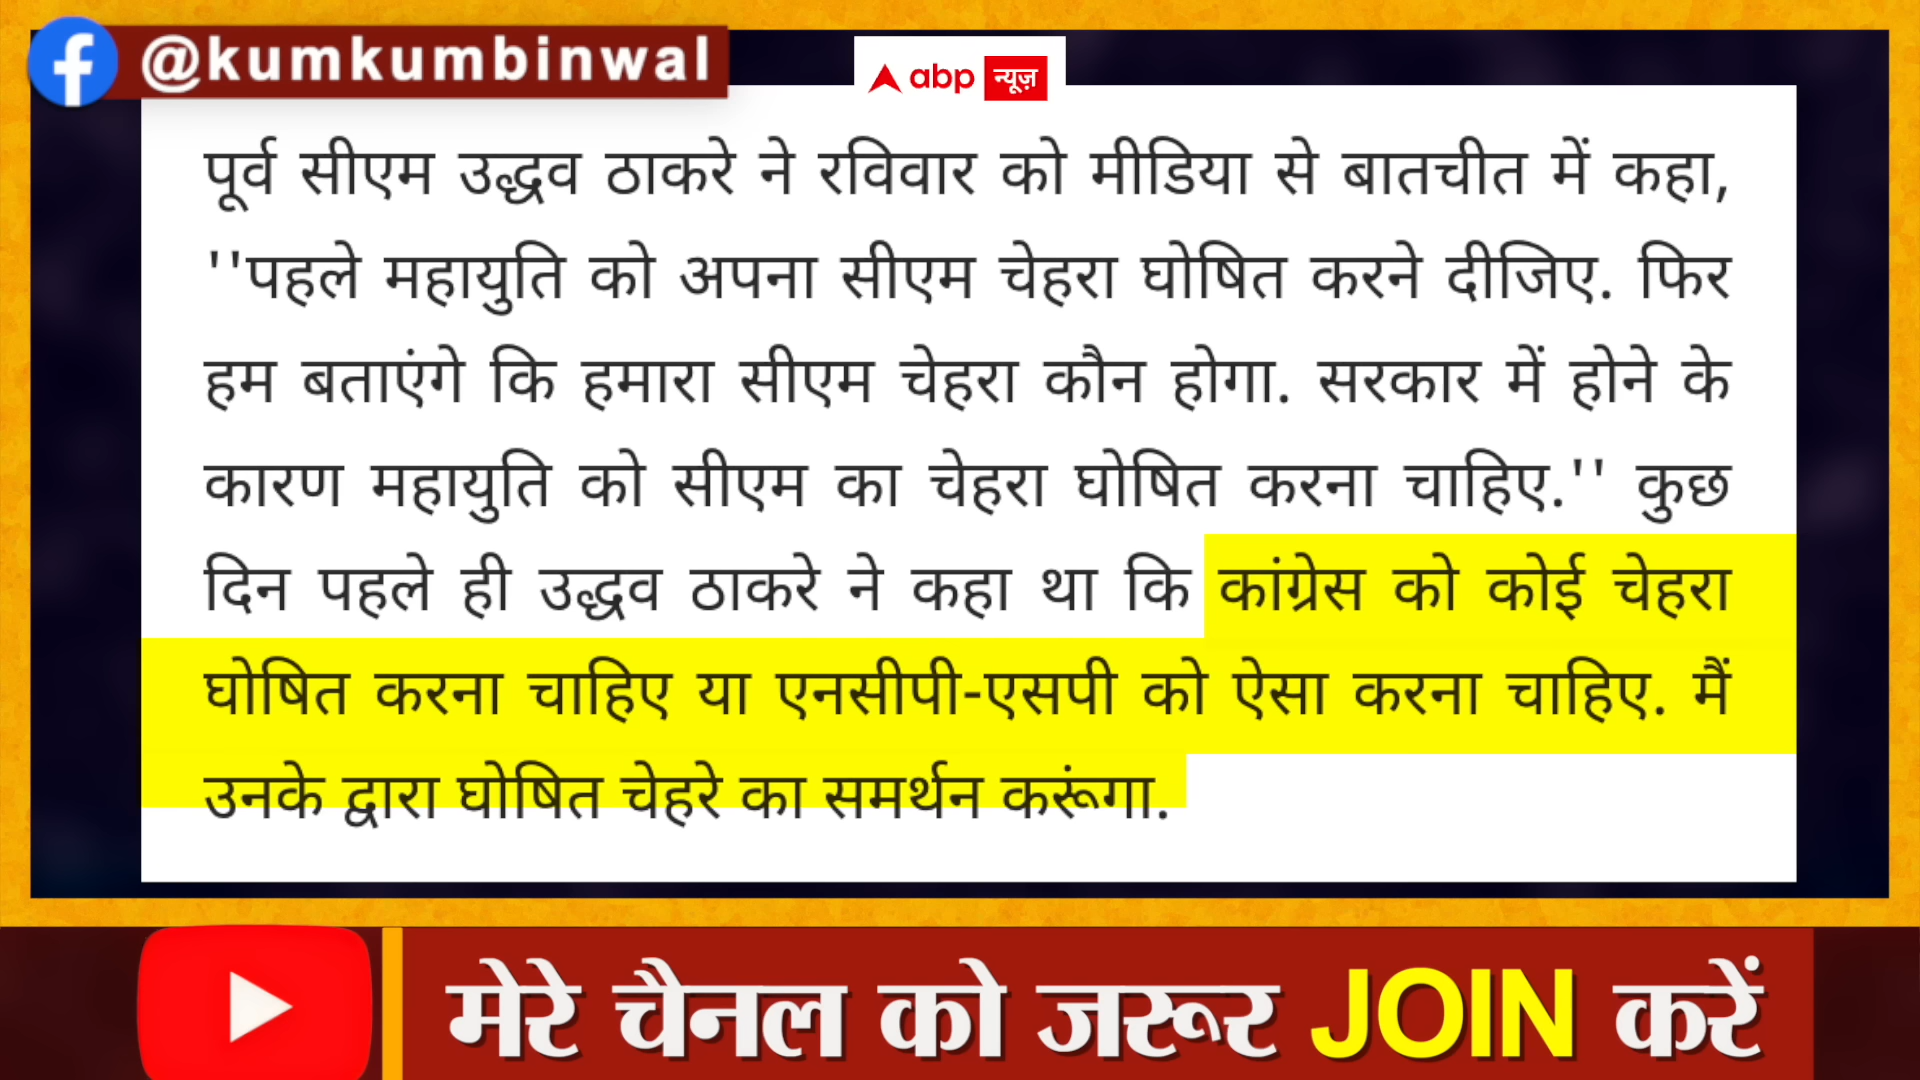 @kumkumbinwal
abp न्यूज़
पूर्व सीएम उद्धव ठाकरे ने रविवार को मीडिया से बातचीत में कहा,
''पहले महायुति को अपना सीएम चेहरा घोषित करने दीजिए. फिर
हम बताएंगे कि हमारा सीएम चेहरा कौन होगा. सरकार में होने के
कारण महायुति को सीएम का चेहरा घोषित करना चाहिए.'' कुछ
दिन पहले ही उद्धव ठाकरे ने कहा था कि कांग्रेस को कोई चेहरा
घोषित करना चाहिए या एनसीपी-एसपी को ऐसा करना चाहिए. मैं
उनके द्वारा घोषित चेहरे का समर्थन करूंगा.
मेरे चैनल को जरूर JOIN करें